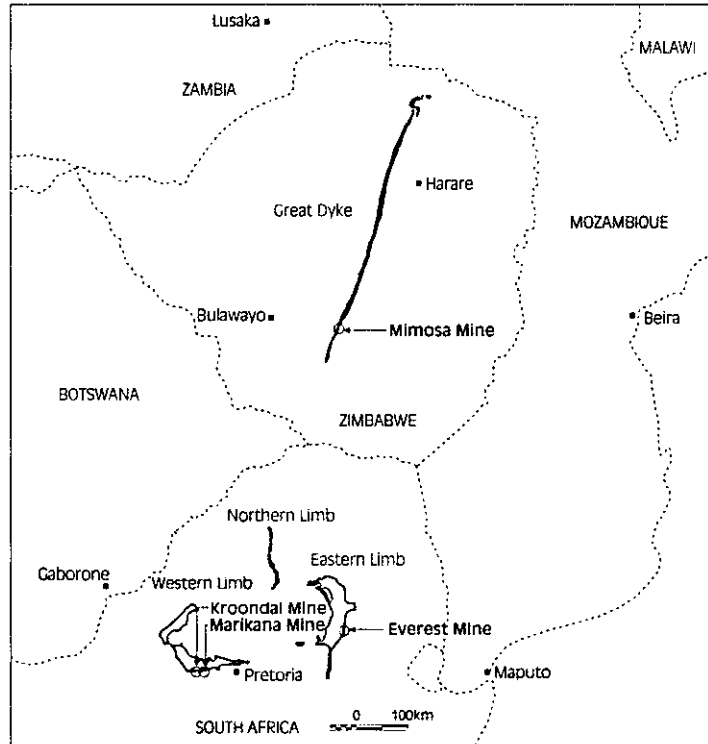 Lusaka
MALAWI
ZAMBIA
Harare
Great Dyke
MOZAMBIQUE
Bulawayo
Beira
Mimosa Mine
BOTSWANA
ZIMBABWE
Northern Limb
Eastern Limb
Gaborone
Western Limb
Kroondal Mine
Marikana Mine
Everest Mine
Pretoria
Maputo
0 100km
SOUTH AFRICA